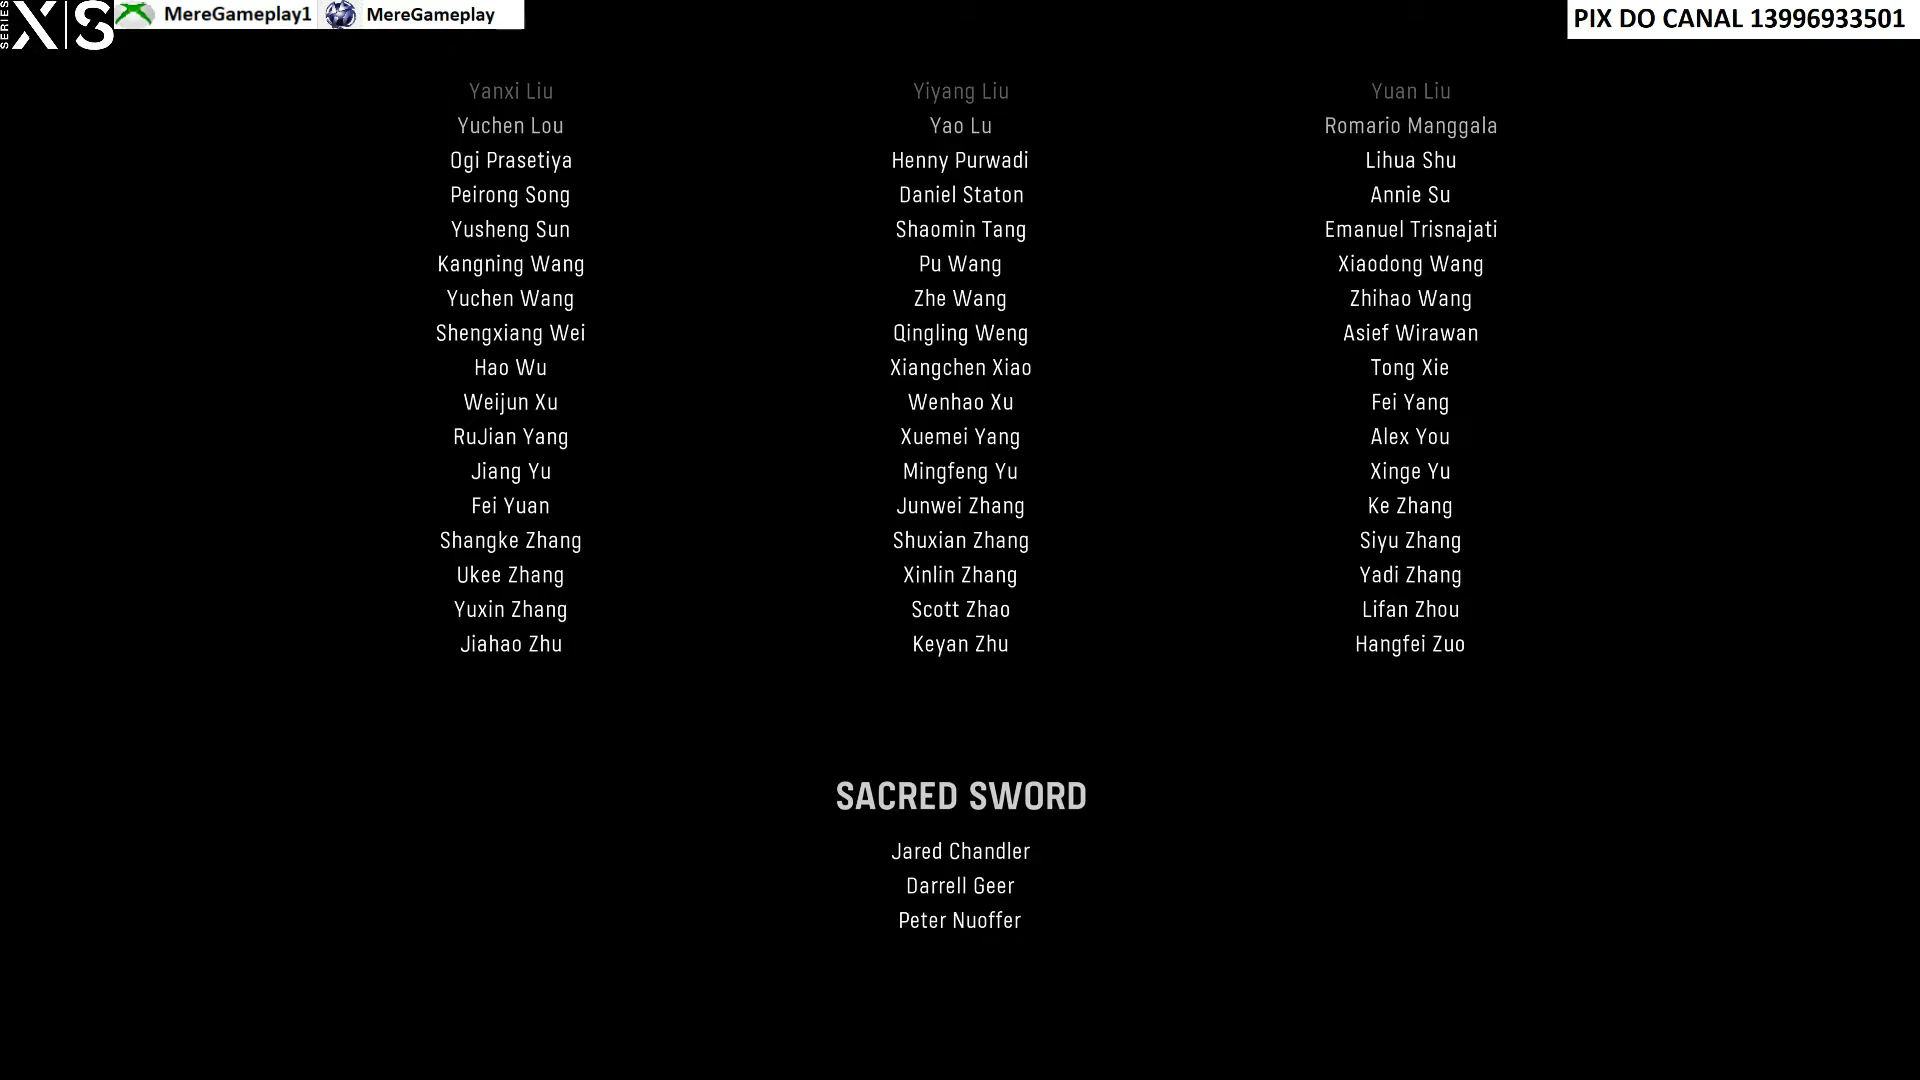 SERIES X|S MereGameplay1 MereGameplay PIX DO CANAL 13996933501
Yanxi Liu Yiyang Liu Yuan Liu
Yuchen Lou Yao Lu Romario Manggala
Ogi Prasetiya Henny Purwadi Lihua Shu
Peirong Song Daniel Staton Annie Su
Yusheng Sun Shaomin Tang Emanuel Trisnajati
Kangning Wang Pu Wang Xiaodong Wang
Yuchen Wang Zhe Wang Zhihao Wang
Shengxiang Wei Qingling Weng Asief Wirawan
Hao Wu Xiangchen Xiao Tong Xie
Weijun Xu Wenhao Xu Fei Yang
RuJian Yang Xuemei Yang Alex You
Jiang Yu Mingfeng Yu Xinge Yu
Fei Yuan Junwei Zhang Ke Zhang
Shangke Zhang Shuxian Zhang Siyu Zhang
Ukee Zhang Xinlin Zhang Yadi Zhang
Yuxin Zhang Scott Zhao Lifan Zhou
Jiahao Zhu Keyan Zhu Hangfei Zuo
SACRED SWORD
Jared Chandler
Darrell Geer
Peter Nuoffer